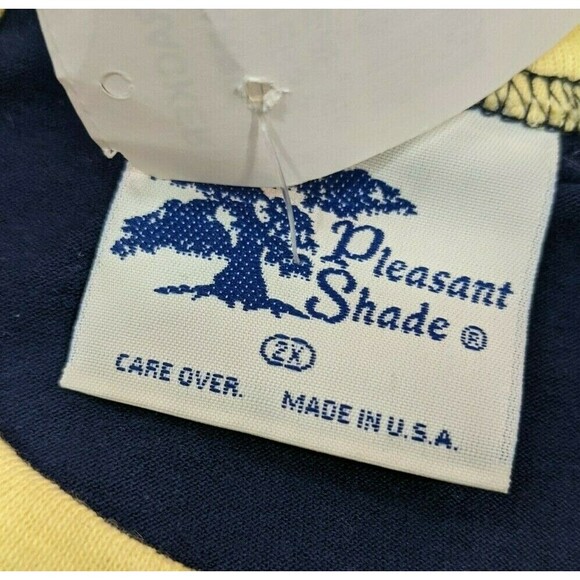 Pleasant
Shade ®
2X
CARE OVER.
MADE IN U.S.A.